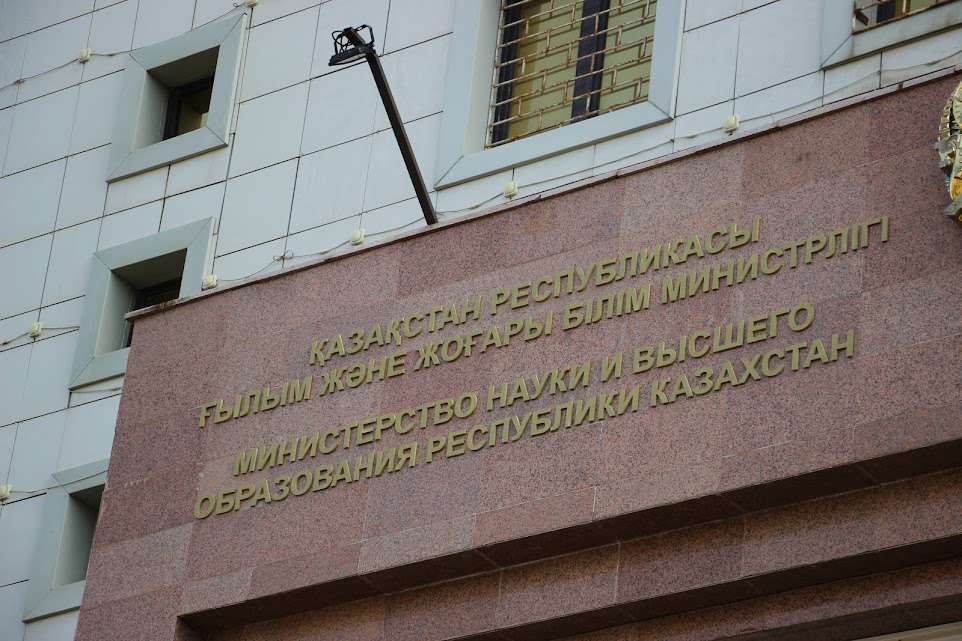 ҚАЗАҚСТАН РЕСПУБЛИКАСЫ
ҒЫЛЫМ ЖӘНЕ ЖОҒАРЫ БІЛІМ МИНИСТРЛІГІ
МИНИСТЕРСТВО НАУКИ И ВЫСШЕГО
ОБРАЗОВАНИЯ РЕСПУБЛИКИ КАЗАХСТАН